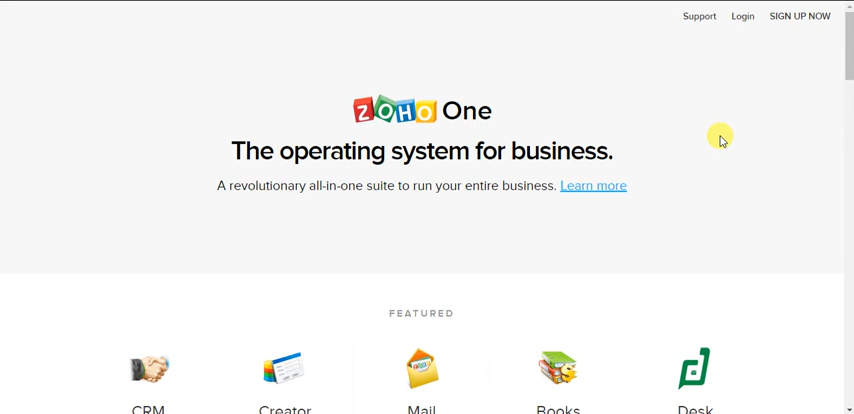 Support Login SIGN UP NOW
ZOHO One
The operating system for business.
A revolutionary all-in-one suite to run your entire business. Learn more
FEATURED
CRM Creator Mail Books Desk